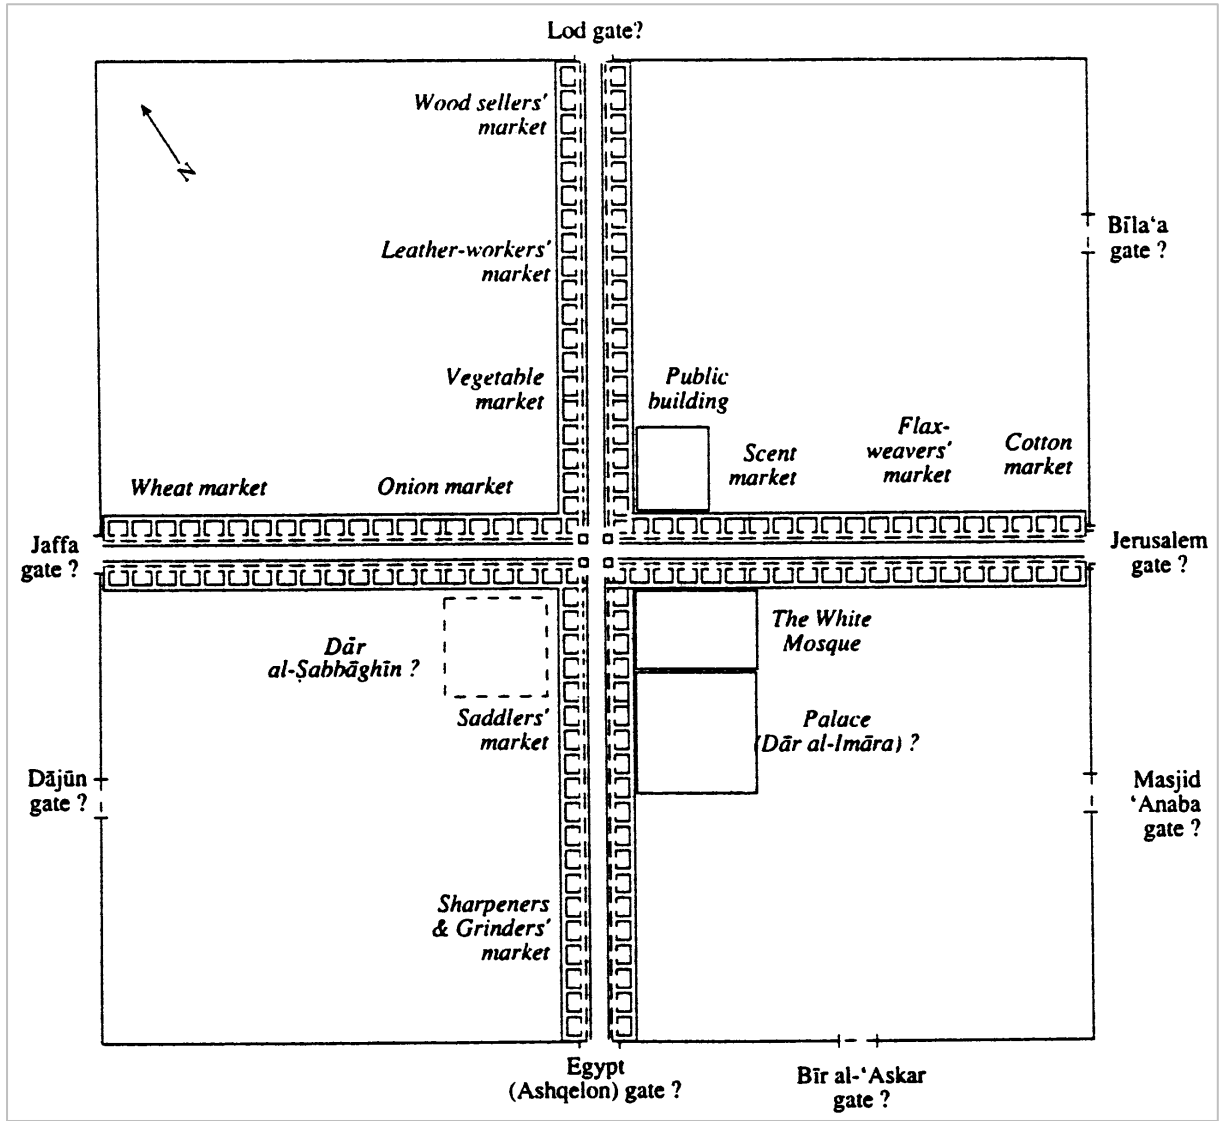 Lod gate?
Wood sellers'
market
N
Leather-workers'
market
Bīla‘a
gate ?
Vegetable
market
Public
building
Scent
market
Flax-
weavers'
market
Cotton
market
Wheat market
Onion market
Jaffa
gate ?
Jerusalem
gate ?
The White
Mosque
Dār
al-Ṣabbāghīn ?
Saddlers'
market
Palace
(Dār al-Imāra) ?
Dājūn
gate ?
Masjid
‘Anaba
gate ?
Sharpeners
& Grinders'
market
Egypt
(Ashqelon) gate ?
Bīr al-‘Askar
gate ?